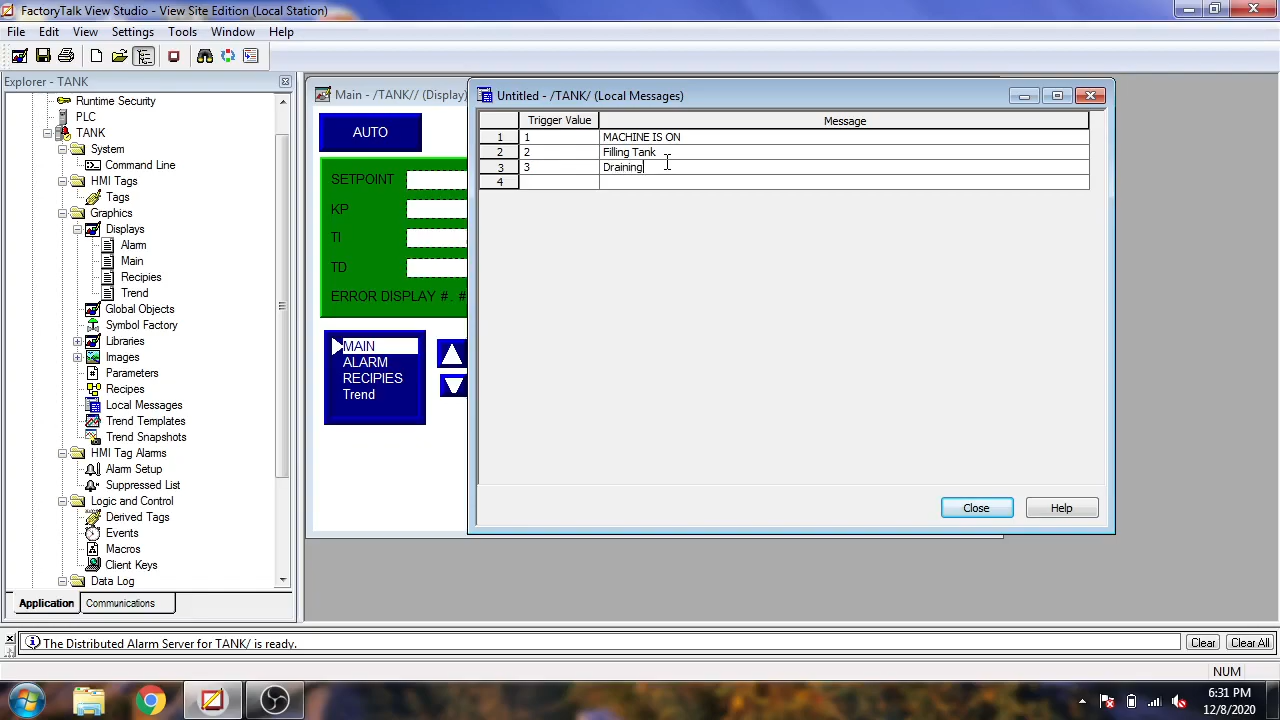 FactoryTalk View Studio - View Site Edition (Local Station)
File Edit View Settings Tools Window Help
Explorer - TANK
Runtime Security
PLC
TANK
System
Command Line
HMI Tags
Tags
Graphics
Displays
Alarm
Main
Recipies
Trend
Global Objects
Symbol Factory
Libraries
Images
Parameters
Recipes
Local Messages
Trend Templates
Trend Snapshots
HMI Tag Alarms
Alarm Setup
Suppressed List
Logic and Control
Derived Tags
Events
Macros
Client Keys
Data Log
Application Communications
Main - /TANK// (Display)
AUTO
SETPOINT
KP
TI
TD
ERROR DISPLAY #. #
MAIN
ALARM
RECIPIES
Trend
Untitled - /TANK/ (Local Messages)
Trigger Value Message
1 1 MACHINE IS ON
2 2 Filling Tank
3 3 Draining
4
Close Help
The Distributed Alarm Server for TANK/ is ready.
Clear Clear All
NUM
6:31 PM
12/8/2020